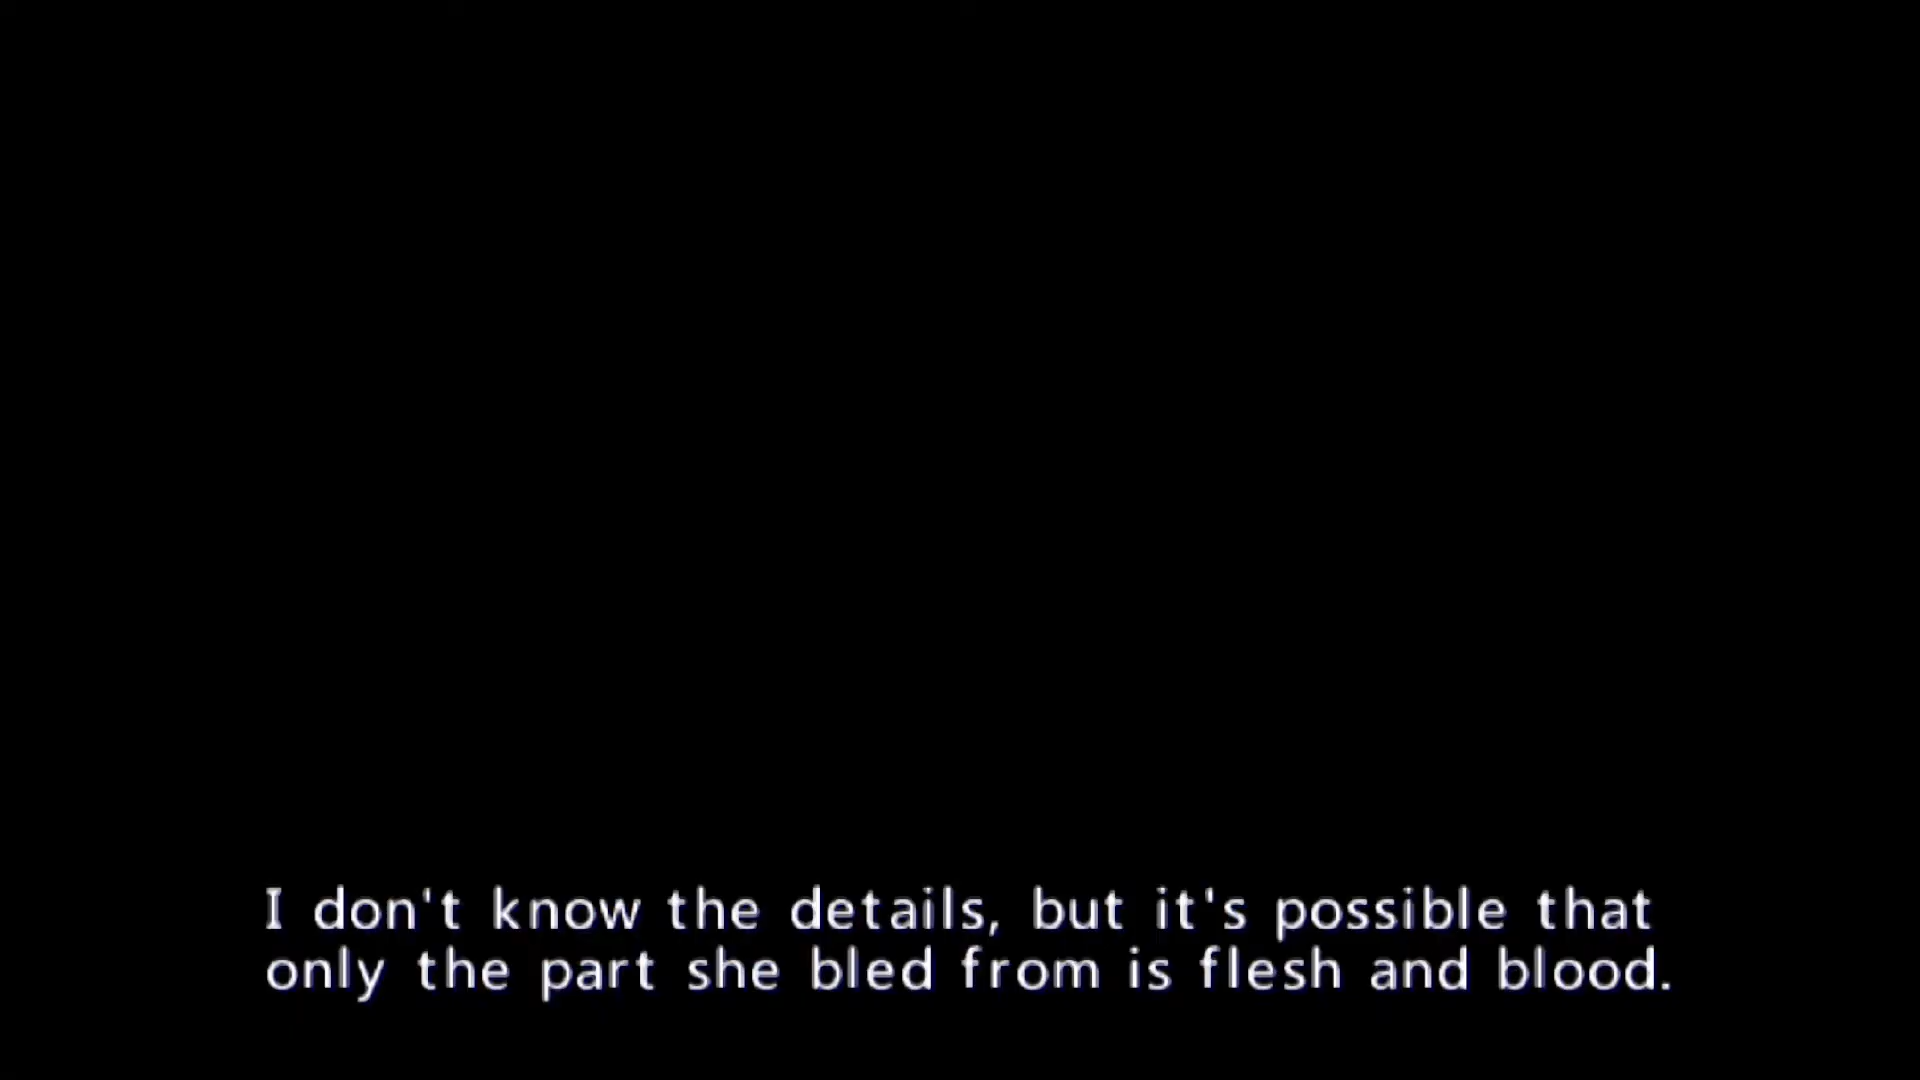 I don't know the details, but it's possible that
only the part she bled from is flesh and blood.